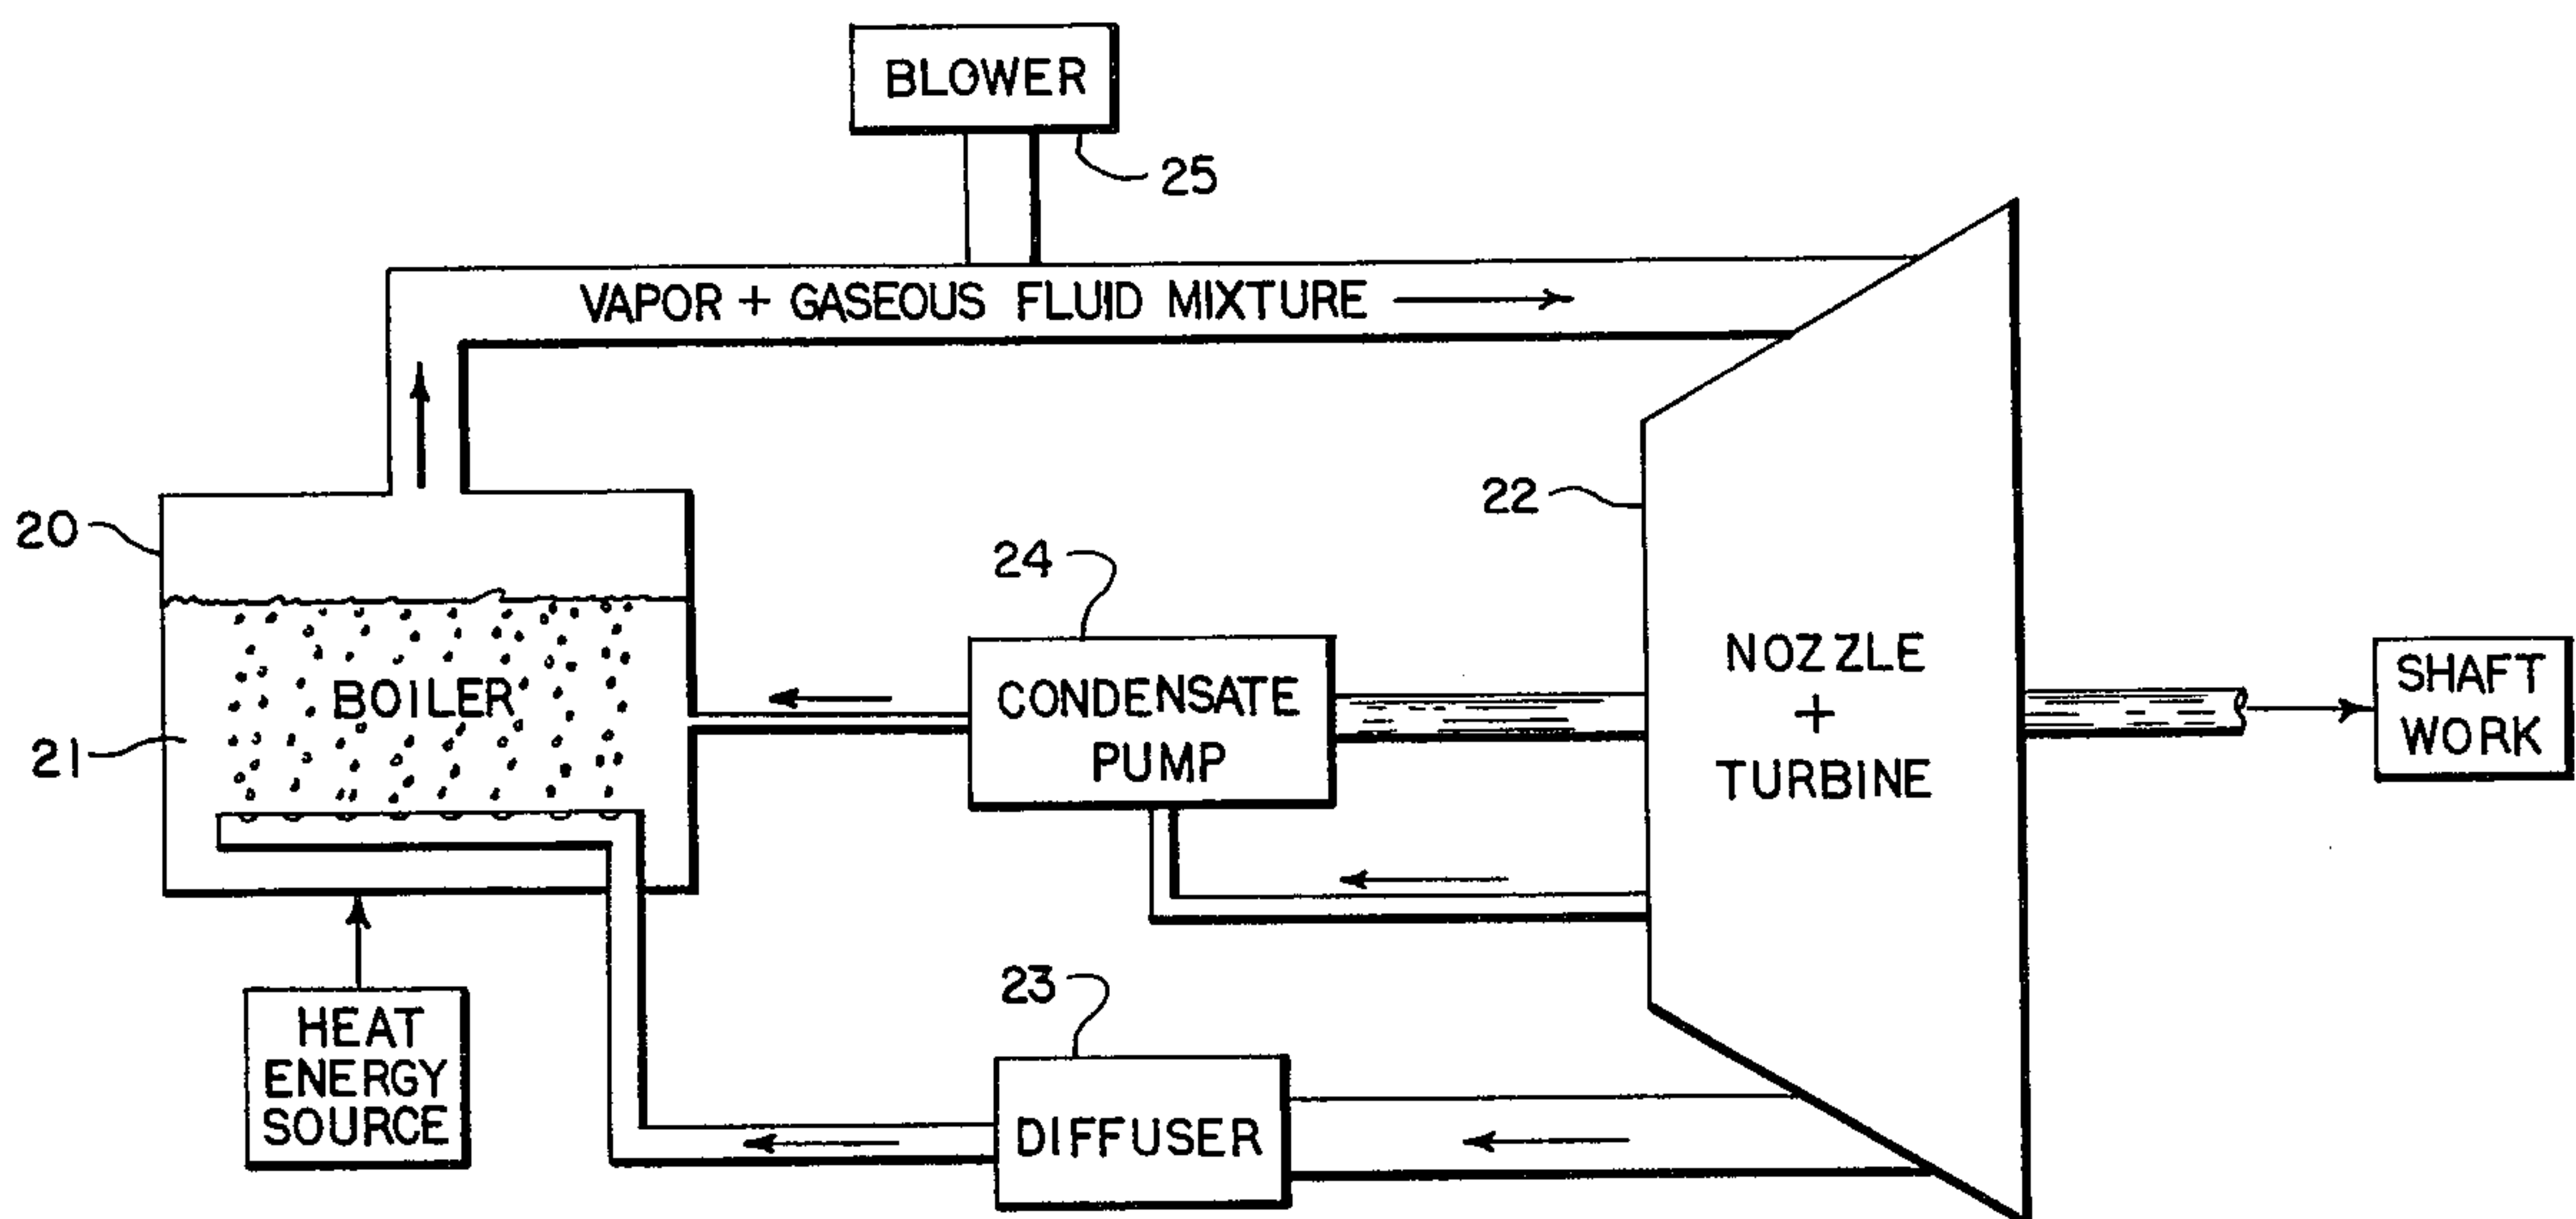 BLOWER
25
VAPOR + GASEOUS FLUID MIXTURE
20
22
24
BOILER
CONDENSATE
PUMP
NOZZLE
+
TURBINE
SHAFT
WORK
21
23
HEAT
ENERGY
SOURCE
DIFFUSER